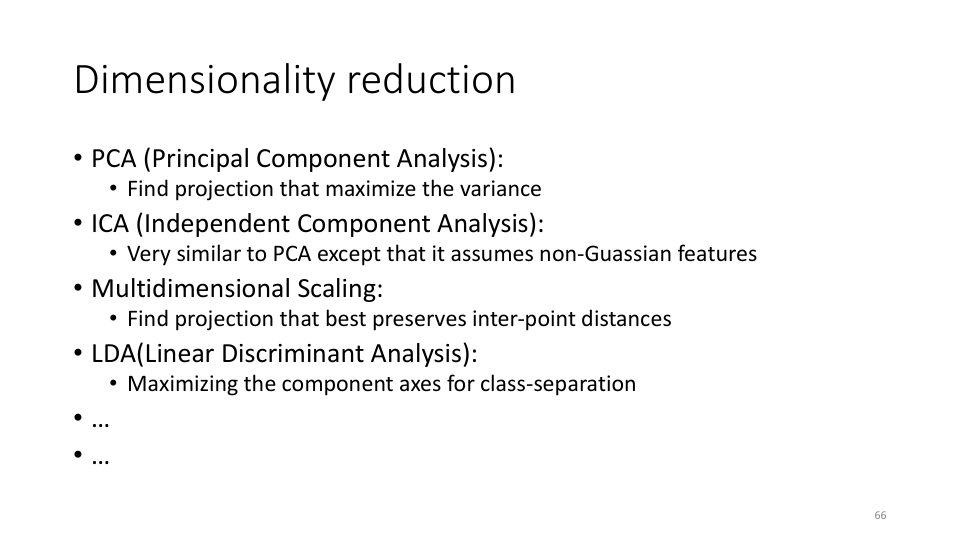 Dimensionality reduction
• PCA (Principal Component Analysis):
• Find projection that maximize the variance
• ICA (Independent Component Analysis):
• Very similar to PCA except that it assumes non-Guassian features
• Multidimensional Scaling:
• Find projection that best preserves inter-point distances
• LDA(Linear Discriminant Analysis):
• Maximizing the component axes for class-separation
• …
• …
66